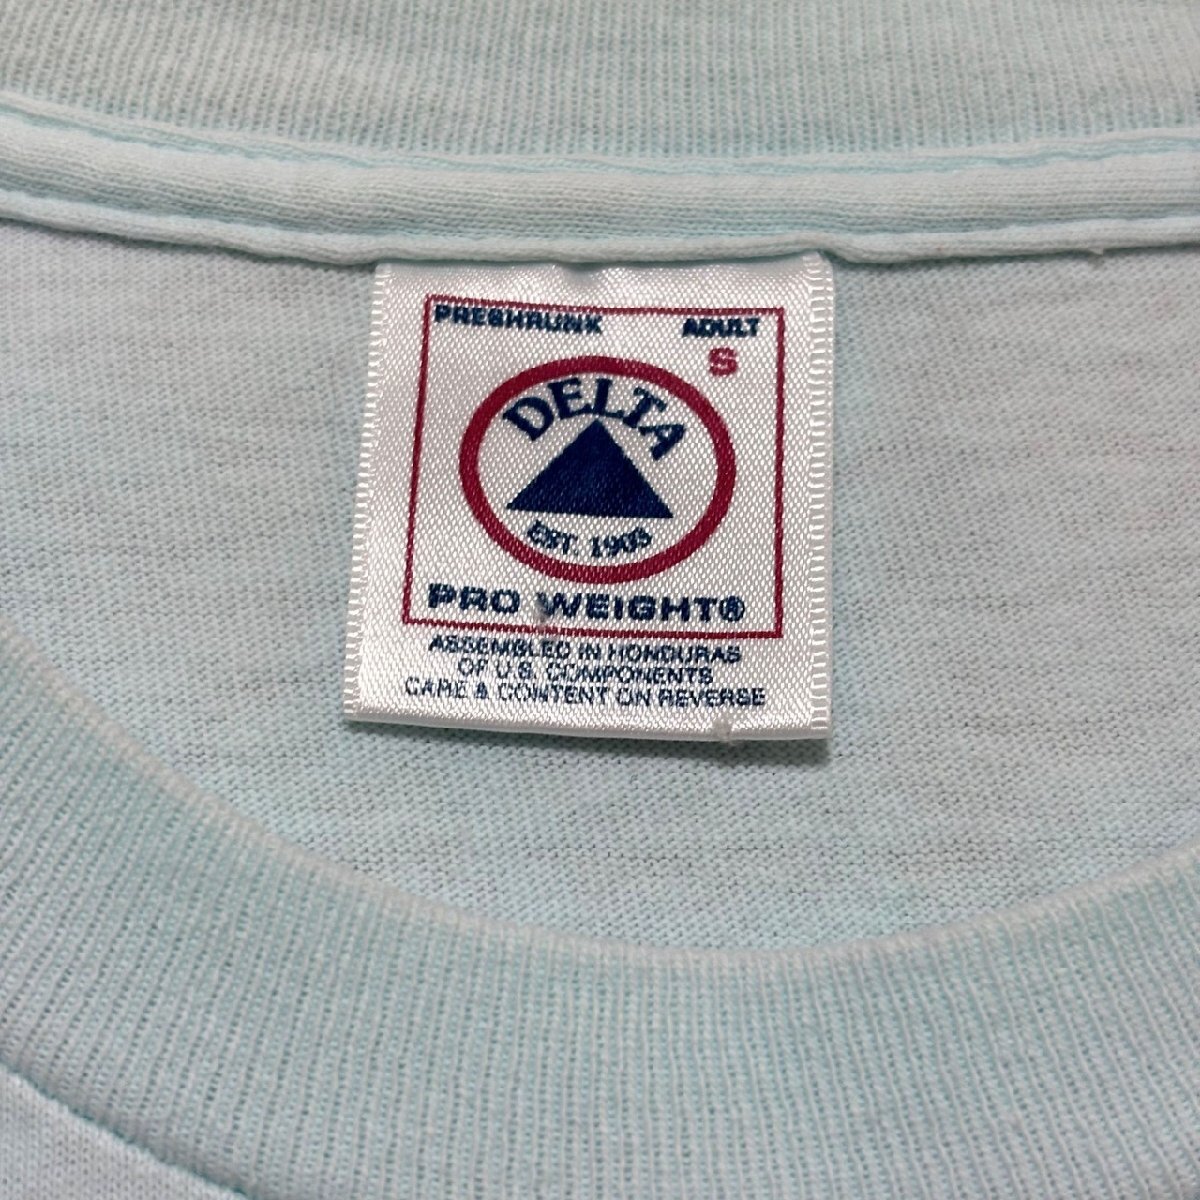 PRESHRUNK ADULT
S
DELTA
EST. 1903
PRO WEIGHT®
ASSEMBLED IN HONDURAS
OF U.S. COMPONENTS
CARE & CONTENT ON REVERSE